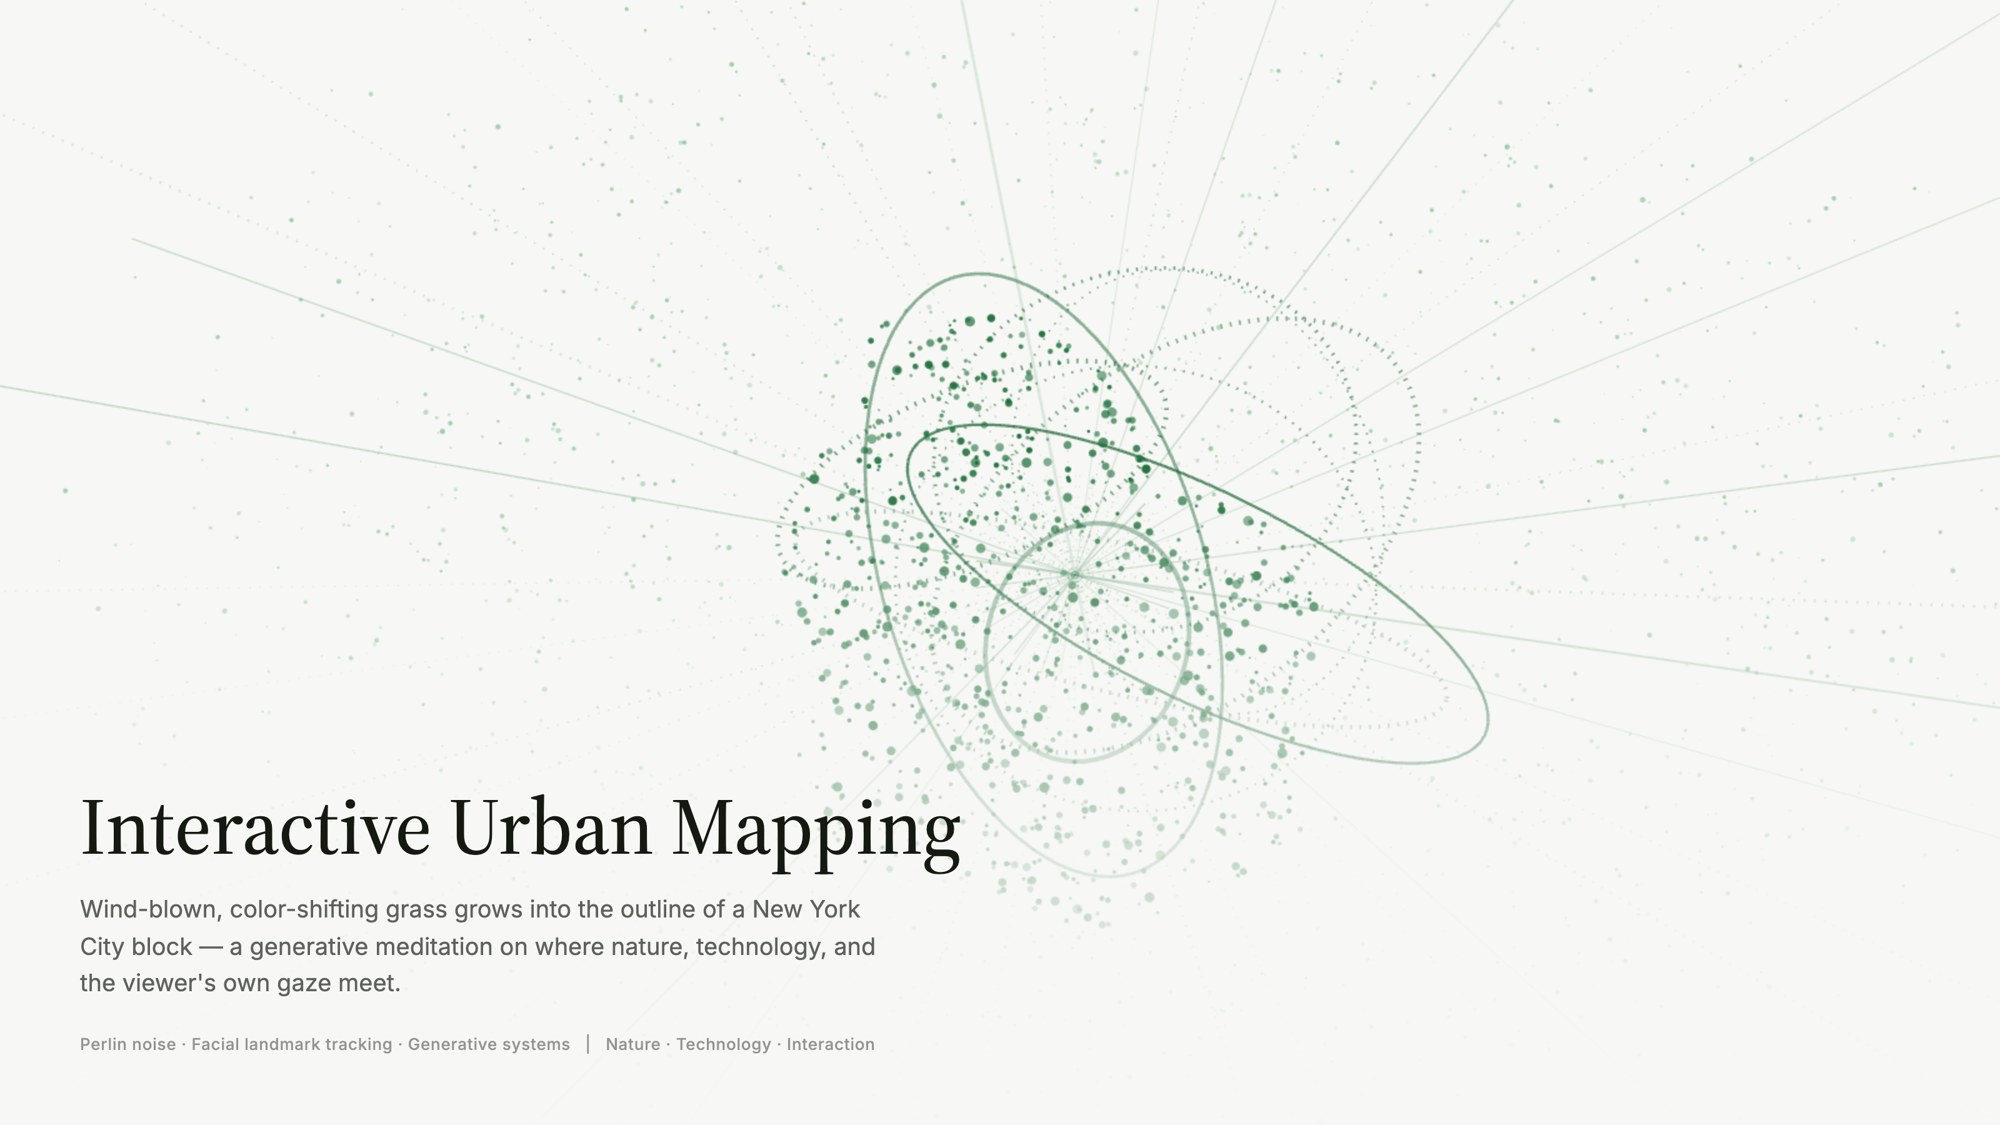 Interactive Urban Mapping
Wind-blown, color-shifting grass grows into the outline of a New York
City block — a generative meditation on where nature, technology, and
the viewer's own gaze meet.
Perlin noise · Facial landmark tracking · Generative systems | Nature · Technology · Interaction